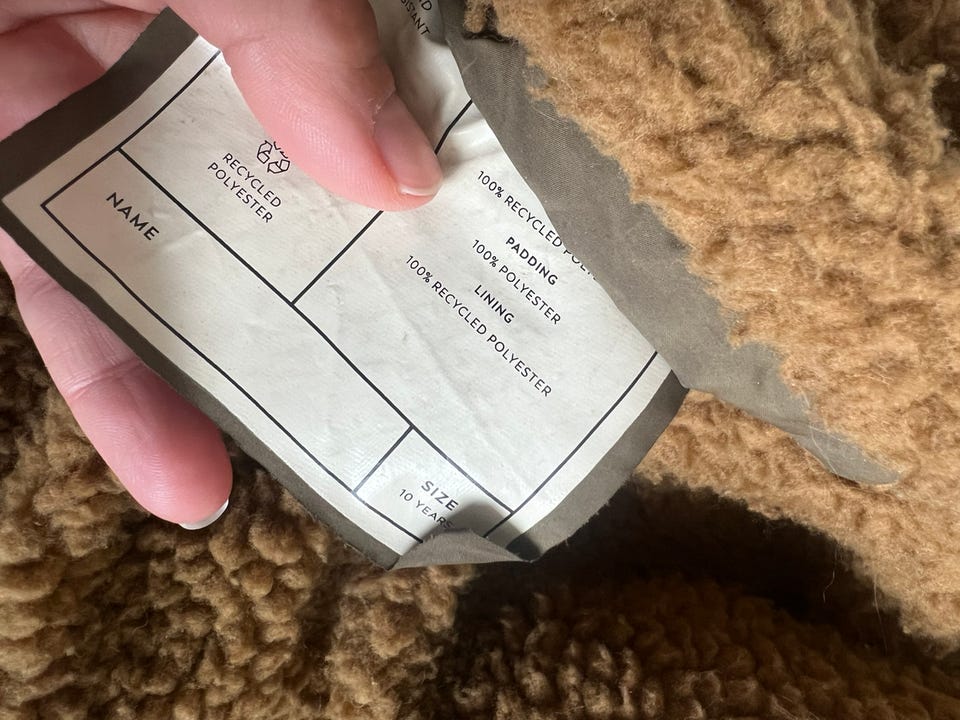 RECYCLED
POLYESTER
NAME
100% RECYCLED
PADDING
100% POLYESTER
LINING
100% RECYCLED POLYESTER
SIZE
10 YEARS